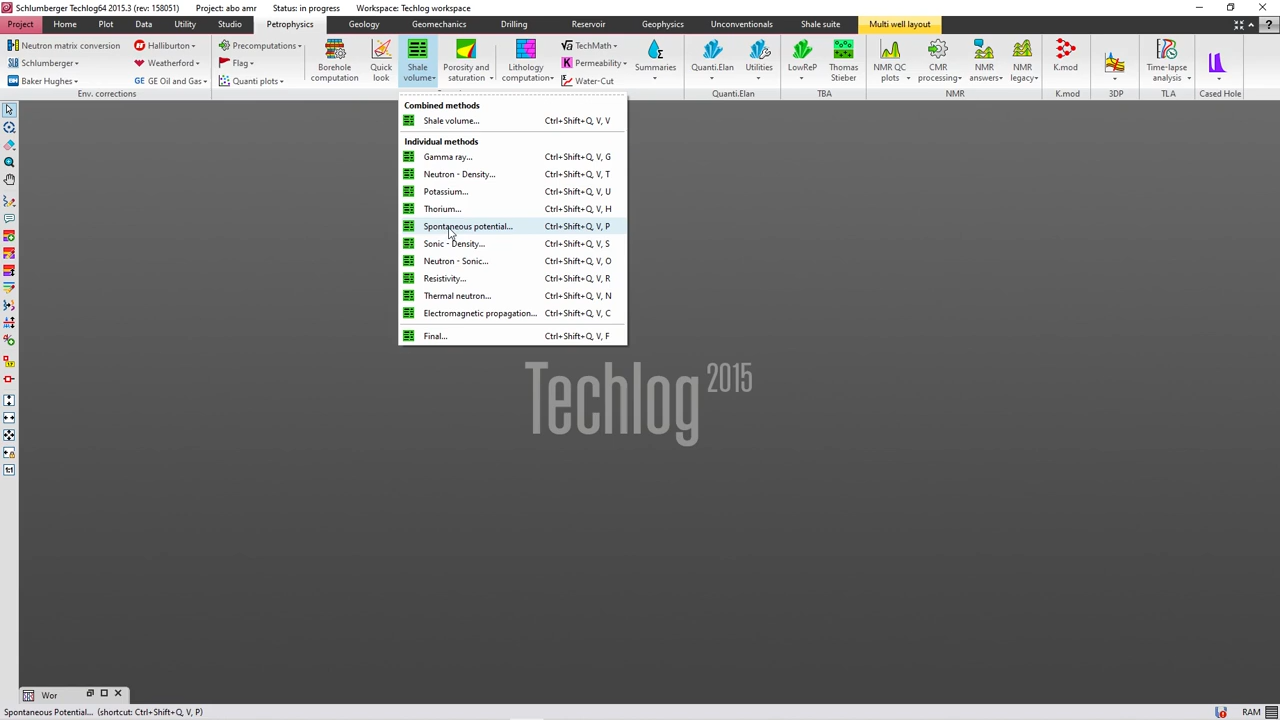 Schlumberger Techlog64 2015.3 (rev: 158051) Project: abo amr Status: in progress Workspace: Techlog workspace
Project Home Plot Data Utility Studio Petrophysics Geology Geomechanics Drilling Reservoir Geophysics Unconventionals Shale suite Multi well layout
Neutron matrix conversion
Schlumberger
Baker Hughes
Halliburton
Weatherford
GE Oil and Gas
Env. corrections
Precomputations
Flag
Quanti plots
Borehole
computation
Quick
look
Shale
volume
Porosity and
saturation
Lithology
computation
TechMath
Permeability
Water-Cut
Summaries
Quanti.Elan
Utilities
Quanti.Elan
LowReP
Thomas
Stieber
TBA
NMR QC
plots
CMR
processing
NMR
answers
NMR
legacy
NMR
K.mod
K.mod
3DP
Time-lapse
analysis
TLA
Cased Hole
Combined methods
Shale volume... Ctrl+Shift+Q, V, V
Individual methods
Gamma ray... Ctrl+Shift+Q, V, G
Neutron - Density... Ctrl+Shift+Q, V, T
Potassium... Ctrl+Shift+Q, V, U
Thorium... Ctrl+Shift+Q, V, H
Spontaneous potential... Ctrl+Shift+Q, V, P
Sonic - Density... Ctrl+Shift+Q, V, S
Neutron - Sonic... Ctrl+Shift+Q, V, O
Resistivity... Ctrl+Shift+Q, V, R
Thermal neutron... Ctrl+Shift+Q, V, N
Electromagnetic propagation... Ctrl+Shift+Q, V, C
Final... Ctrl+Shift+Q, V, F
Techlog 2015
1:1
Wor
Spontaneous Potential... (shortcut: Ctrl+Shift+Q, V, P)
RAM